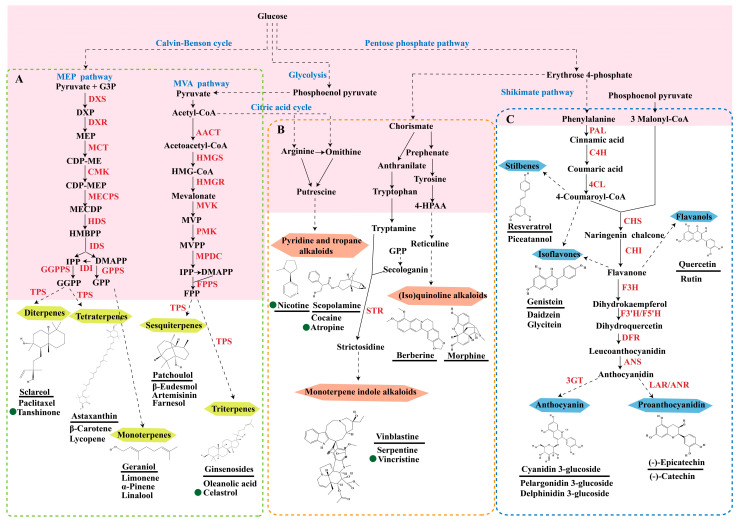 Glucose
Calvin-Benson cycle
Pentose phosphate pathway
A
MEP pathway
Pyruvate + G3P
DXS
DXP
DXR
MEP
MCT
CDP-ME
CMK
CDP-MEP
MECPS
MECDP
HDS
HMBPP
IDS
IPP
DMAPP
IDI
GGPPS
GPPS
GGPP
GPP
TPS
TPS
Diterpenes
Tetraterpenes
Sclareol
Paclitaxel
Tanshinone
Astaxanthin
β-Carotene
Lycopene
Monoterpenes
Geraniol
Limonene
α-Pinene
Linalool
MVA pathway
Pyruvate
Acetyl-CoA
AACT
Acetoacetyl-CoA
HMGS
HMG-CoA
HMGR
Mevalonate
MVK
MVP
PMK
MVPP
MPDC
IPP
DMAPP
FPPS
FPP
TPS
TPS
Sesquiterpenes
Patchoulol
β-Eudesmol
Artemisinin
Farnesol
Triterpenes
Ginsenosides
Oleanolic acid
Celastrol
Glycolysis
Phosphoenol pyruvate
Citric acid cycle
B
Arginine
Ornithine
Putrescine
Pyridine and tropane
alkaloids
Nicotine
Scopolamine
Cocaine
Atropine
Chorismate
Prephenate
Anthranilate
Tyrosine
Tryptophan
4-HPAA
Tryptamine
Reticuline
GPP
Secologanin
(Iso)quinoline alkaloids
STR
Berberine
Morphine
Strictosidine
Monoterpene indole alkaloids
Vinblastine
Serpentine
Vincristine
Erythrose 4-phosphate
Shikimate pathway
Phosphoenol pyruvate
C
Phenylalanine
3 Malonyl-CoA
PAL
Cinnamic acid
C4H
Coumaric acid
4CL
4-Coumaroyl-CoA
Stilbenes
Resveratrol
Piceatannol
CHS
Naringenin chalcone
Flavanols
CHI
Quercetin
Rutin
Isoflavones
Flavanone
Genistein
Daidzein
Glycitein
F3H
Dihydrokaempferol
F3'H/F5'H
Dihydroquercetin
DFR
Leucoanthocyanidin
ANS
Anthocyanidin
3GT
LAR/ANR
Anthocyanin
Proanthocyanidin
Cyanidin 3-glucoside
Pelargonidin 3-glucoside
Delphinidin 3-glucoside
(-)-Epicatechin
(-)-Catechin